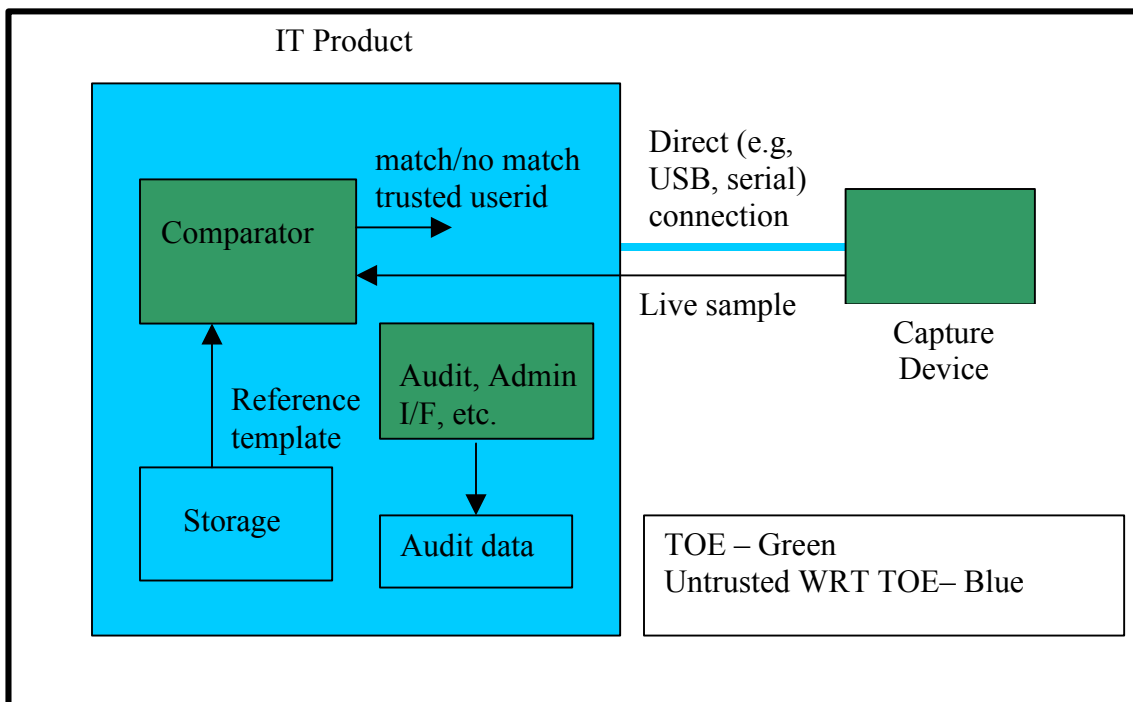 IT Product
match/no match
trusted userid
Comparator
Direct (e.g,
USB, serial)
connection
Live sample
Capture
Device
Audit, Admin
I/F, etc.
Reference
template
Storage
Audit data
TOE – Green
Untrusted WRT TOE– Blue